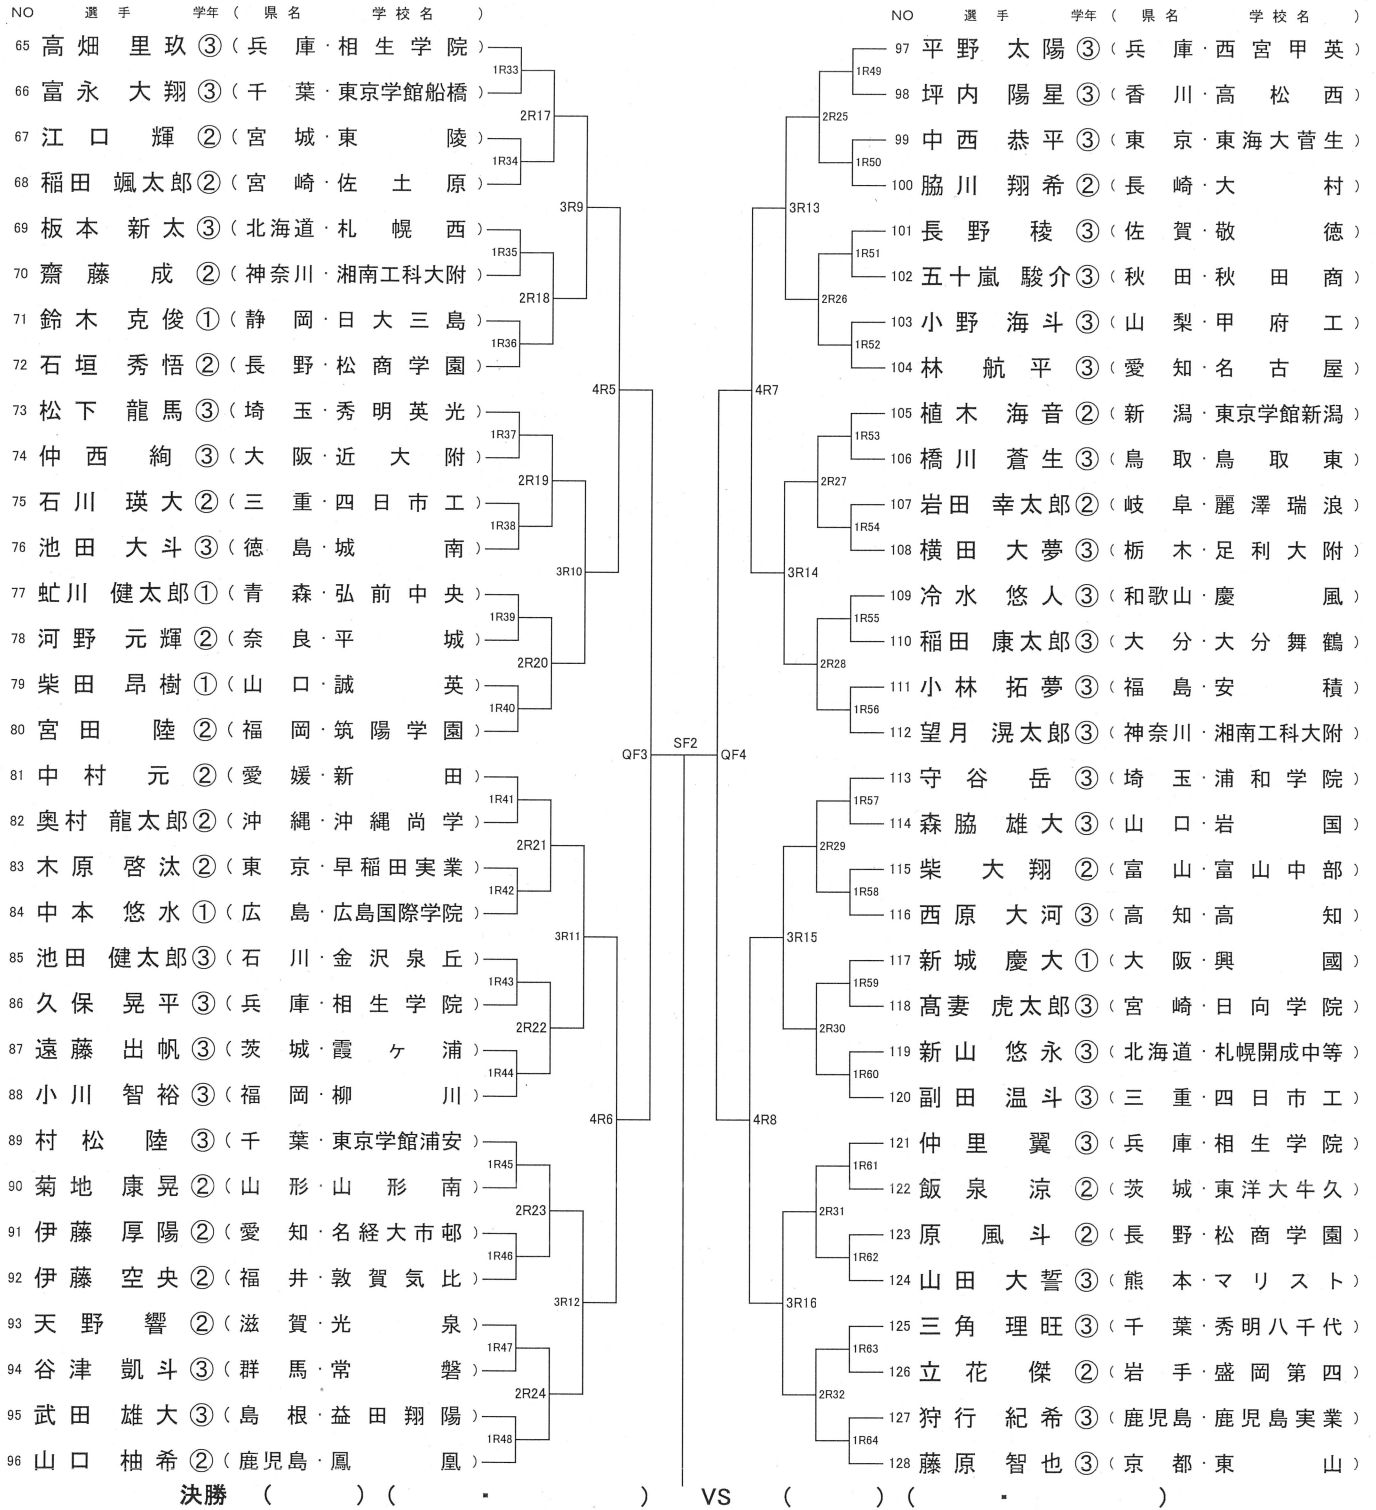 NO 選手 学年 (県名 学校名)
65 高畑 里玖 ③ (兵庫・相生学院)
66 富永 大翔 ③ (千葉・東京学館船橋)
67 江口 輝 ② (宮城・東陵)
68 稲田 颯太郎 ② (宮崎・佐土原)
69 板本 新太 ③ (北海道・札幌西)
70 齋藤 成 ② (神奈川・湘南工科大附)
71 鈴木 克俊 ① (静岡・日大三島)
72 石垣 秀悟 ② (長野・松商学園)
73 松下 龍馬 ③ (埼玉・秀明英光)
74 仲西 絢 ③ (大阪・近大附)
75 石川 瑛大 ② (三重・四日市工)
76 池田 大斗 ③ (徳島・城南)
77 虻川 健太郎 ① (青森・弘前中央)
78 河野 元輝 ② (奈良・平城)
79 柴田 昂樹 ① (山口・誠英)
80 宮田 陸 ② (福岡・筑陽学園)
81 中村 元 ② (愛媛・新田)
82 奥村 龍太郎 ② (沖縄・沖縄尚学)
83 木原 啓汰 ② (東京・早稲田実業)
84 中本 悠水 ① (広島・広島国際学院)
85 池田 健太郎 ③ (石川・金沢泉丘)
86 久保 晃平 ③ (兵庫・相生学院)
87 遠藤 出帆 ③ (茨城・霞ヶ浦)
88 小川 智裕 ③ (福岡・柳川)
89 村松 陸 ③ (千葉・東京学館浦安)
90 菊地 康晃 ② (山形・山形南)
91 伊藤 厚陽 ② (愛知・名経大市邨)
92 伊藤 空央 ② (福井・敦賀気比)
93 天野 響 ② (滋賀・光泉)
94 谷津 凱斗 ③ (群馬・常磐)
95 武田 雄大 ③ (島根・益田翔陽)
96 山口 柚希 ② (鹿児島・鳳凰)
1R33
1R34
1R35
1R36
1R37
1R38
1R39
1R40
1R41
1R42
1R43
1R44
1R45
1R46
1R47
1R48
2R17
2R18
2R19
2R20
2R21
2R22
2R23
2R24
3R9
3R10
3R11
3R12
4R5
4R6
QF3
SF2
QF4
4R7
4R8
3R13
3R14
3R15
3R16
2R25
2R26
2R27
2R28
2R29
2R30
2R31
2R32
1R49
1R50
1R51
1R52
1R53
1R54
1R55
1R56
1R57
1R58
1R59
1R60
1R61
1R62
1R63
1R64
NO 選手 学年 (県名 学校名)
97 平野 太陽 ③ (兵庫・西宮甲英)
98 坪内 陽星 ③ (香川・高松西)
99 中西 恭平 ③ (東京・東海大菅生)
100 脇川 翔希 ② (長崎・大村)
101 長野 稜 ③ (佐賀・敬徳)
102 五十嵐 駿介 ③ (秋田・秋田商)
103 小野 海斗 ③ (山梨・甲府工)
104 林 航平 ③ (愛知・名古屋)
105 植木 海音 ② (新潟・東京学館新潟)
106 橋川 蒼生 ③ (鳥取・鳥取東)
107 岩田 幸太郎 ② (岐阜・麗澤瑞浪)
108 横田 大夢 ③ (栃木・足利大附)
109 冷水 悠人 ③ (和歌山・慶風)
110 稲田 康太郎 ③ (大分・大分舞鶴)
111 小林 拓夢 ③ (福島・安積)
112 望月 滉太郎 ③ (神奈川・湘南工科大附)
113 守谷 岳 ③ (埼玉・浦和学院)
114 森脇 雄大 ③ (山口・岩国)
115 柴 大翔 ② (富山・富山中部)
116 西原 大河 ③ (高知・高知)
117 新城 慶大 ① (大阪・興國)
118 髙妻 虎太郎 ③ (宮崎・日向学院)
119 新山 悠永 ③ (北海道・札幌開成中等)
120 副田 温斗 ③ (三重・四日市工)
121 仲里 翼 ③ (兵庫・相生学院)
122 飯泉 涼 ② (茨城・東洋大牛久)
123 原 風斗 ② (長野・松商学園)
124 山田 大誓 ③ (熊本・マリスト)
125 三角 理旺 ③ (千葉・秀明八千代)
126 立花 傑 ② (岩手・盛岡第四)
127 狩行 紀希 ③ (鹿児島・鹿児島実業)
128 藤原 智也 ③ (京都・東山)
決勝 ( ) ( ・ ) VS ( ) ( ・ )